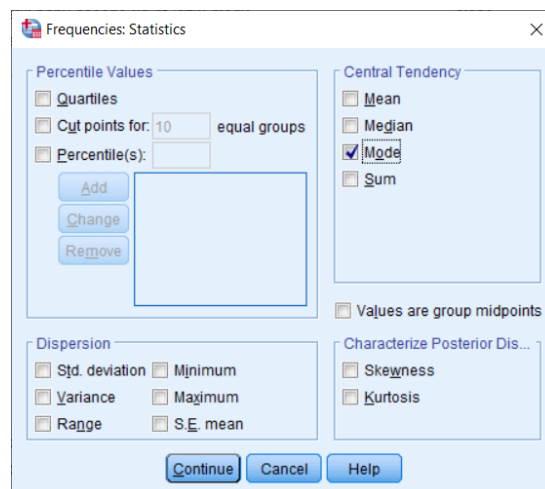 Frequencies: Statistics
Percentile Values
Quartiles
Cut points for: 10 equal groups
Percentile(s):
Add
Change
Remove
Central Tendency
Mean
Median
Mode
Sum
Values are group midpoints
Dispersion
Std. deviation Minimum
Variance Maximum
Range S.E. mean
Characterize Posterior Dis...
Skewness
Kurtosis
Continue Cancel Help